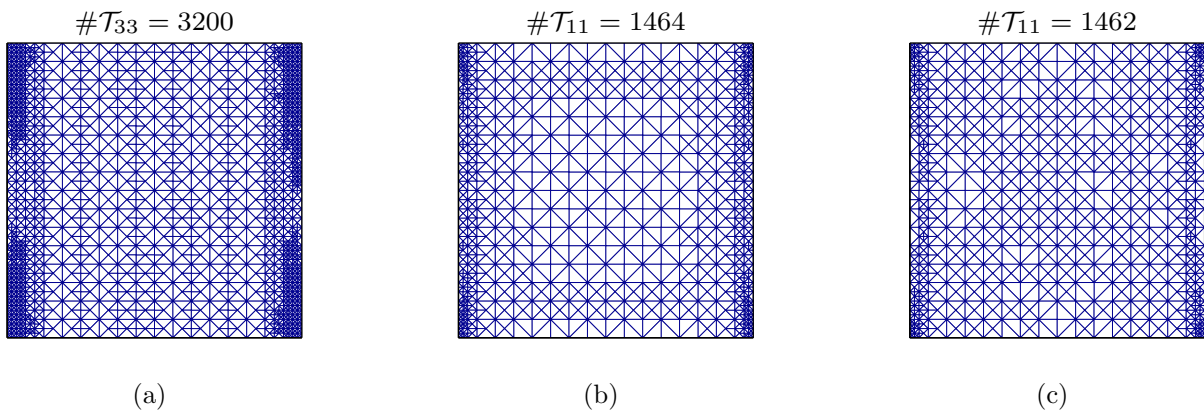 #𝒯₃₃ = 3200
#𝒯₁₁ = 1464
#𝒯₁₁ = 1462
(a)
(b)
(c)